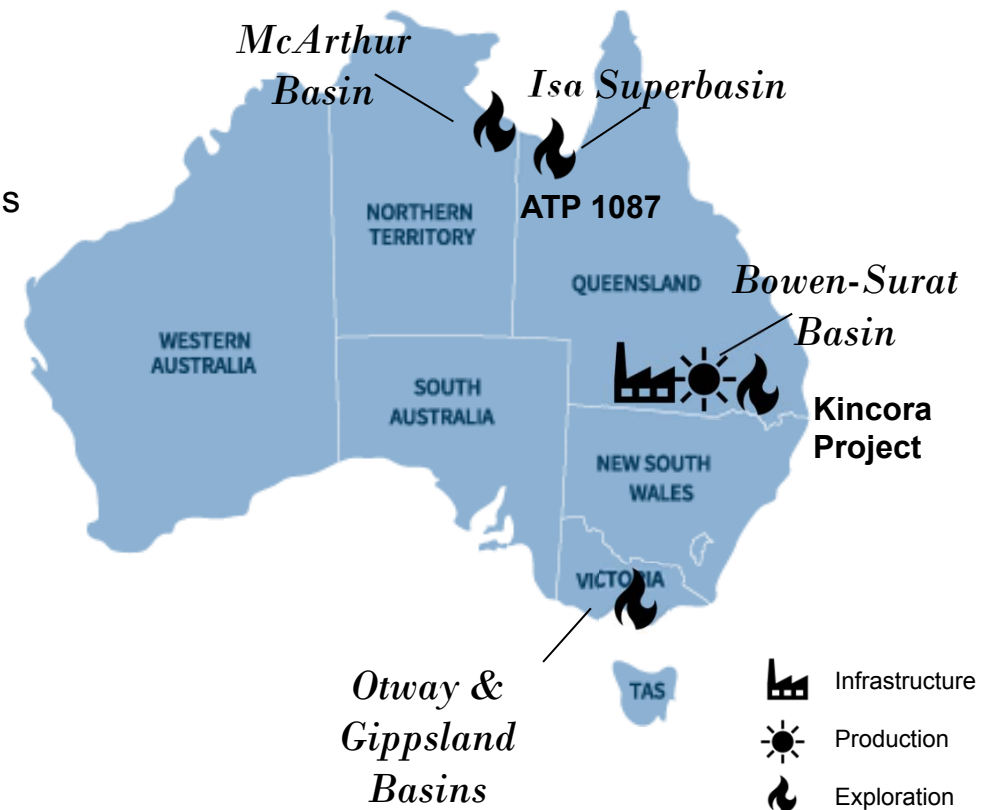 McArthur
Basin
Isa Superbasin
s
ATP 1087
NORTHERN
TERRITORY
QUEENSLAND
Bowen-Surat
Basin
WESTERN
AUSTRALIA
SOUTH
AUSTRALIA
Kincora
Project
NEW SOUTH
WALES
VICTORIA
Otway &
Gippsland
Basins
TAS
Infrastructure
Production
Exploration